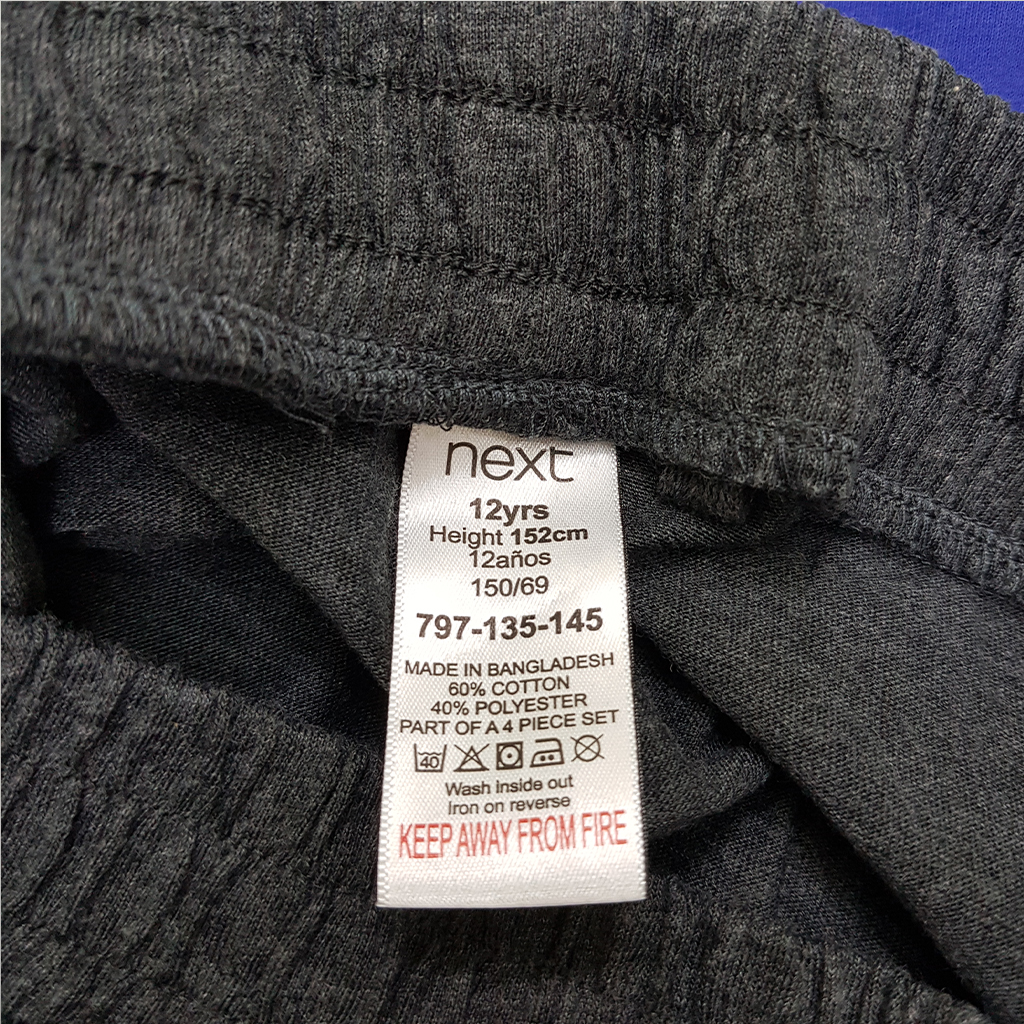 next
12yrs
Height 152cm
12años
150/69
797-135-145
MADE IN BANGLADESH
60% COTTON
40% POLYESTER
PART OF A 4 PIECE SET
40
Wash inside out
Iron on reverse
KEEP AWAY FROM FIRE